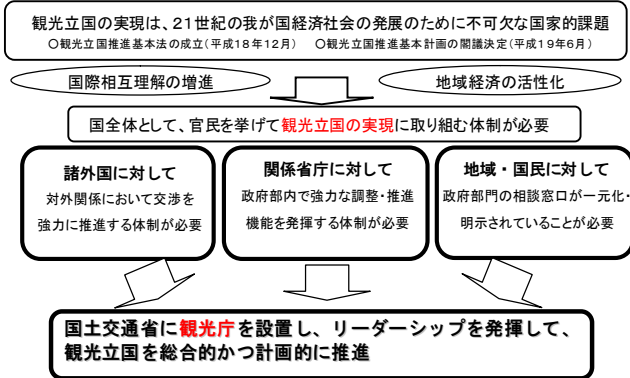 観光立国の実現は、21世紀の我が国経済社会の発展のために不可欠な国家的課題
○観光立国推進基本法の成立(平成18年12月)　○観光立国推進基本計画の閣議決定(平成19年6月)
国際相互理解の増進
地域経済の活性化
国全体として、官民を挙げて観光立国の実現に取り組む体制が必要
諸外国に対して
対外関係において交渉を
強力に推進する体制が必要
関係省庁に対して
政府部内で強力な調整・推進
機能を発揮する体制が必要
地域・国民に対して
政府部門の相談窓口が一元化・
明示されていることが必要
国土交通省に観光庁を設置し、リーダーシップを発揮して、
観光立国を総合的かつ計画的に推進